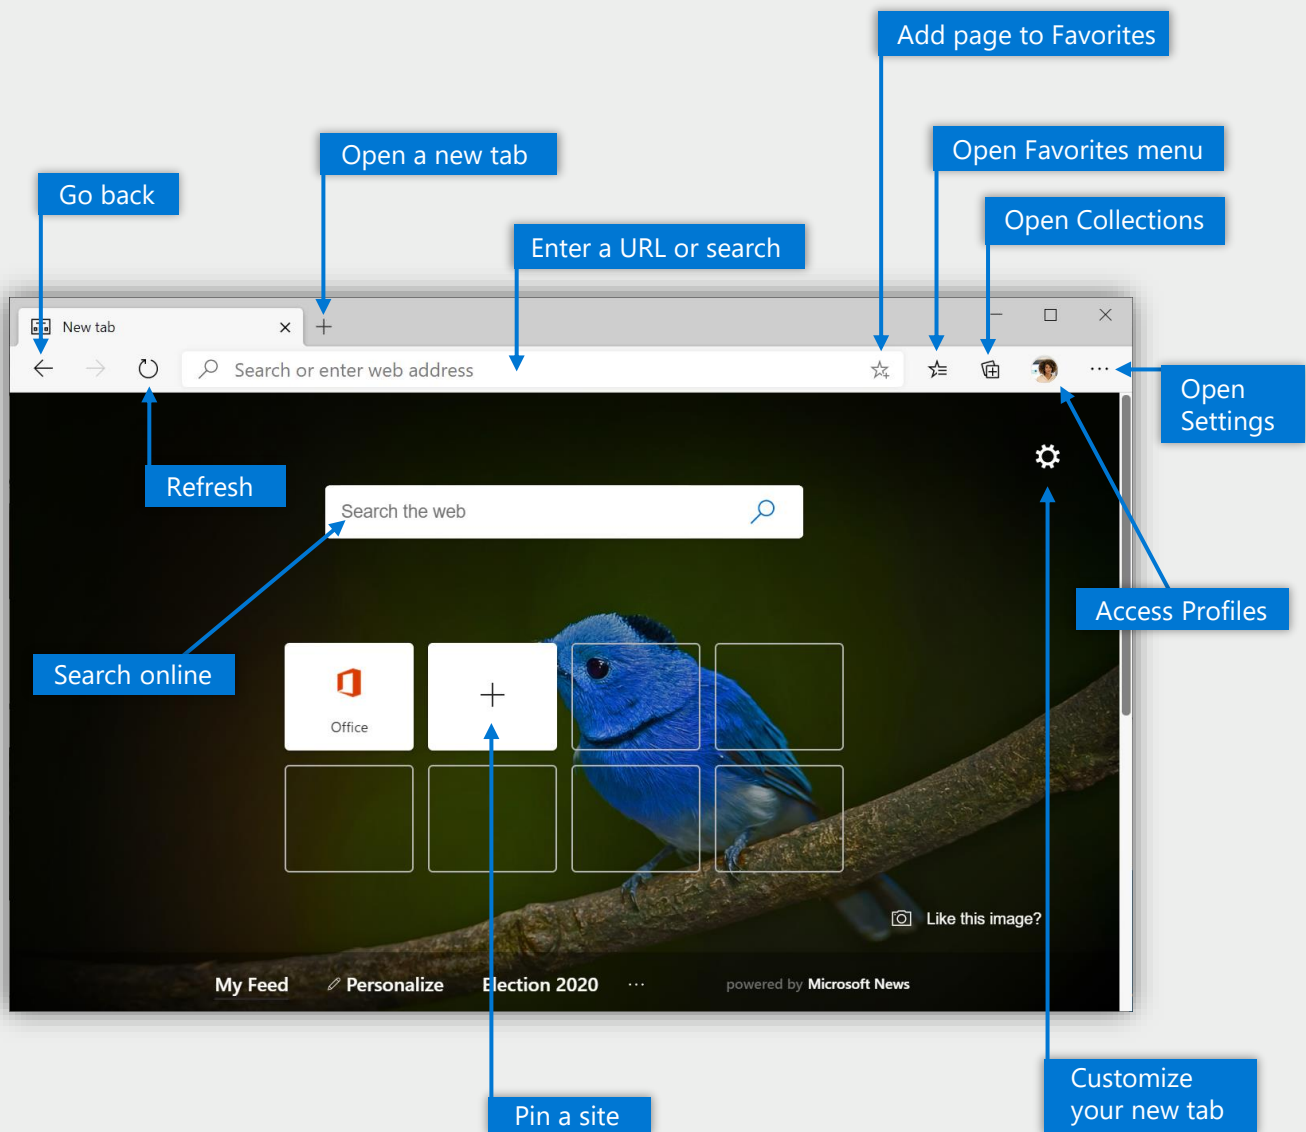 Add page to Favorites
Open a new tab
Open Favorites menu
Go back
Open Collections
Enter a URL or search
New tab
Search or enter web address
Open
Settings
Refresh
Search the web
Access Profiles
Search online
Office
Like this image?
My Feed
Personalize
Election 2020
powered by Microsoft News
Customize
your new tab
Pin a site